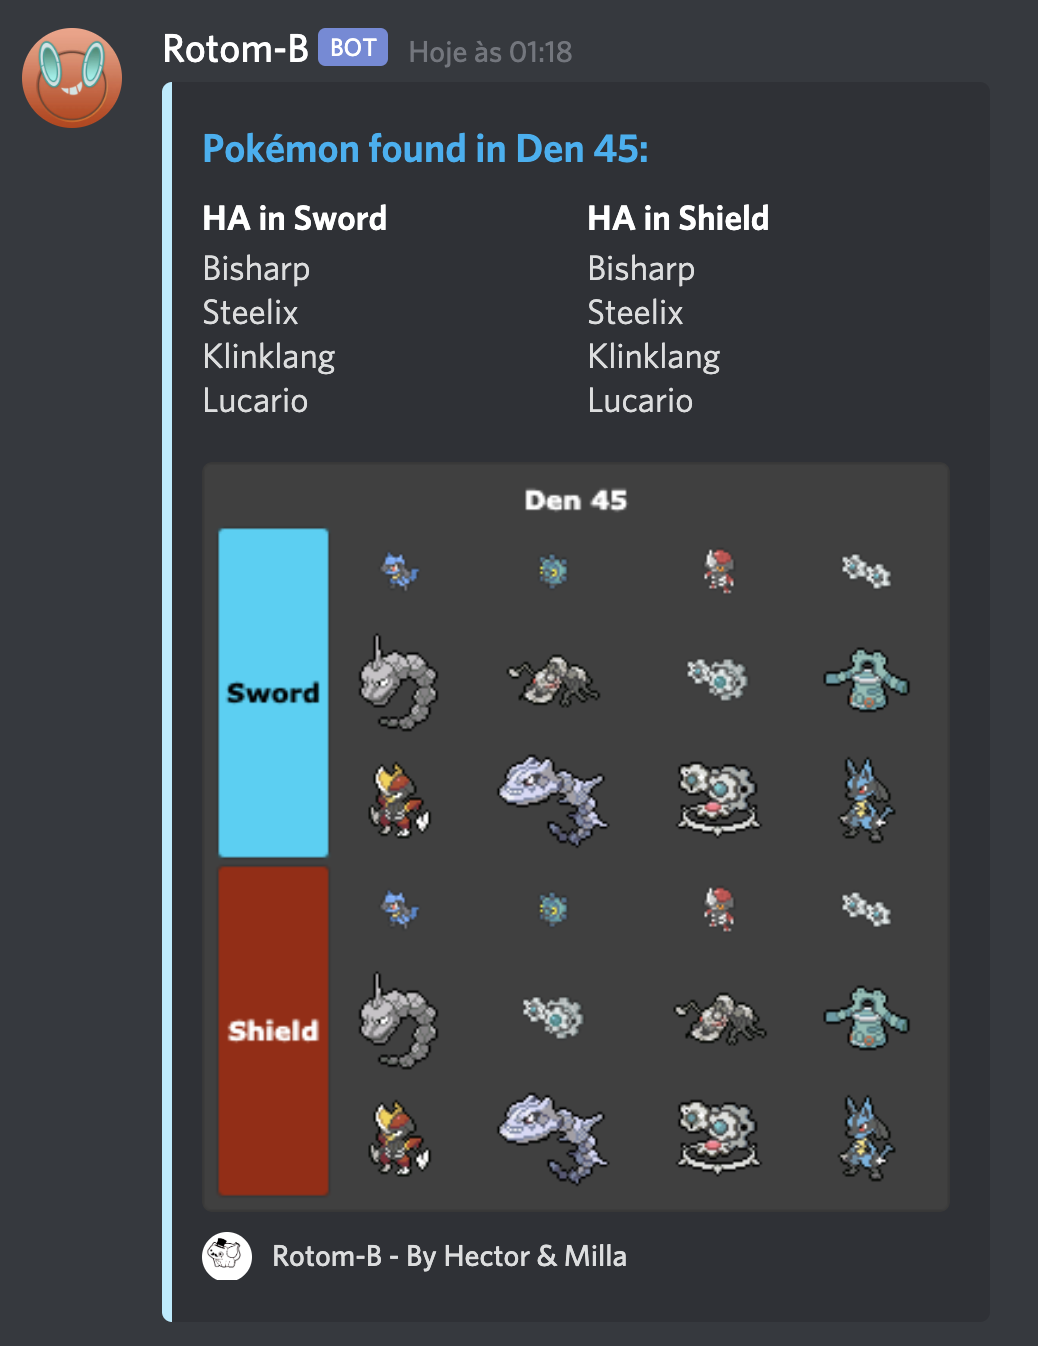 Rotom-B BOT Hoje às 01:18
Pokémon found in Den 45:
HA in Sword
Bisharp
Steelix
Klinklang
Lucario
HA in Shield
Bisharp
Steelix
Klinklang
Lucario
Den 45
Sword
Shield
Rotom-B - By Hector & Milla